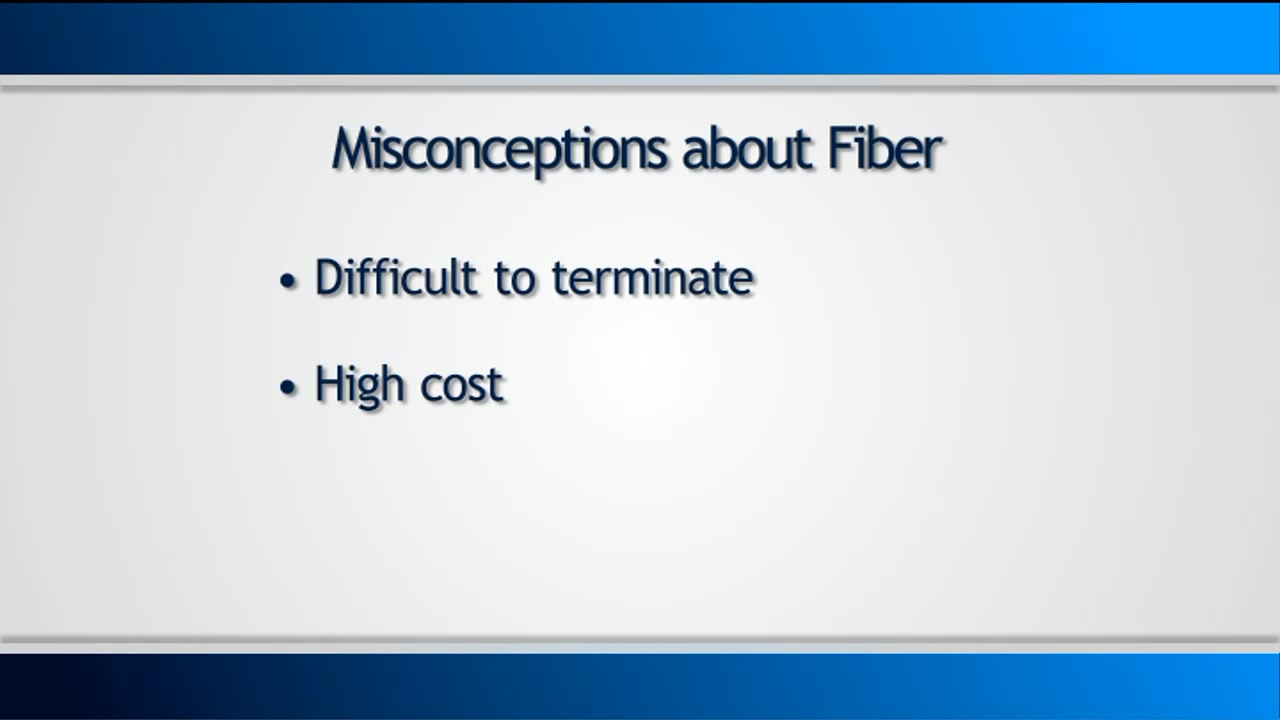 Misconceptions about Fiber
• Difficult to terminate
• High cost